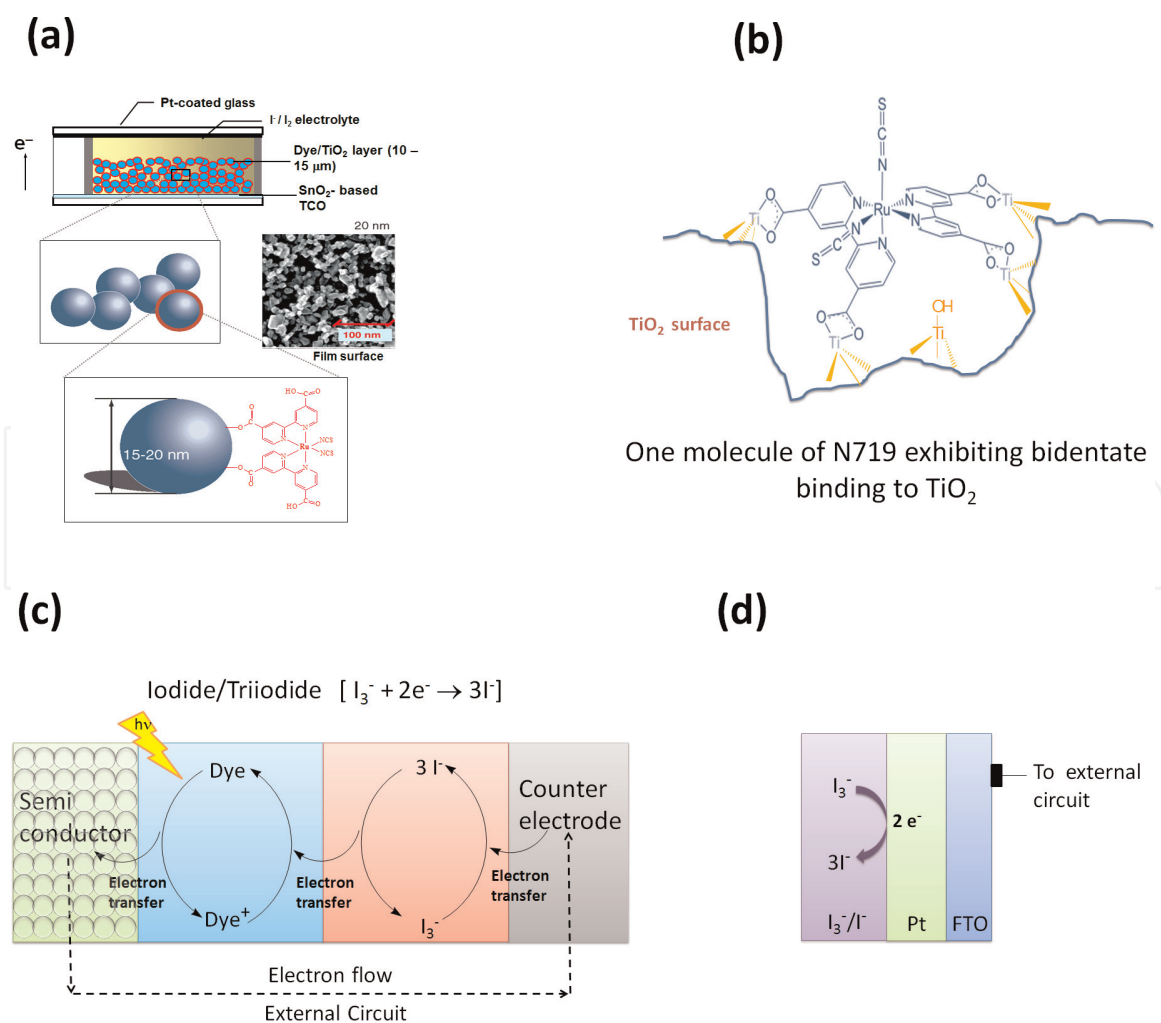 (a)
Pt-coated glass
I-/ I2 electrolyte
e–
Dye/TiO2 layer (10 –
15 μm)
SnO2- based
TCO
20 nm
100 nm
Film surface
15-20 nm
HO
C
O
O
C
O
N
N
Ru
NCS
NCS
N
N
O
C
O
C
O
HO
(b)
S
C
N
Ru
N
N
N
N
N
C
S
O
O
Ti
O
O
Ti
O
O
Ti
O
O
Ti
OH
Ti
TiO2 surface
One molecule of N719 exhibiting bidentate
binding to TiO2
(c)
Iodide/Triiodide [ I3- + 2e- → 3I-]
hν
Dye
3 I-
Semi
conductor
Counter
electrode
Electron
transfer
Electron
transfer
Electron
transfer
Dye+
I3-
Electron flow
External Circuit
(d)
I3-
2 e-
3I-
I3-/I-
Pt
FTO
To external
circuit